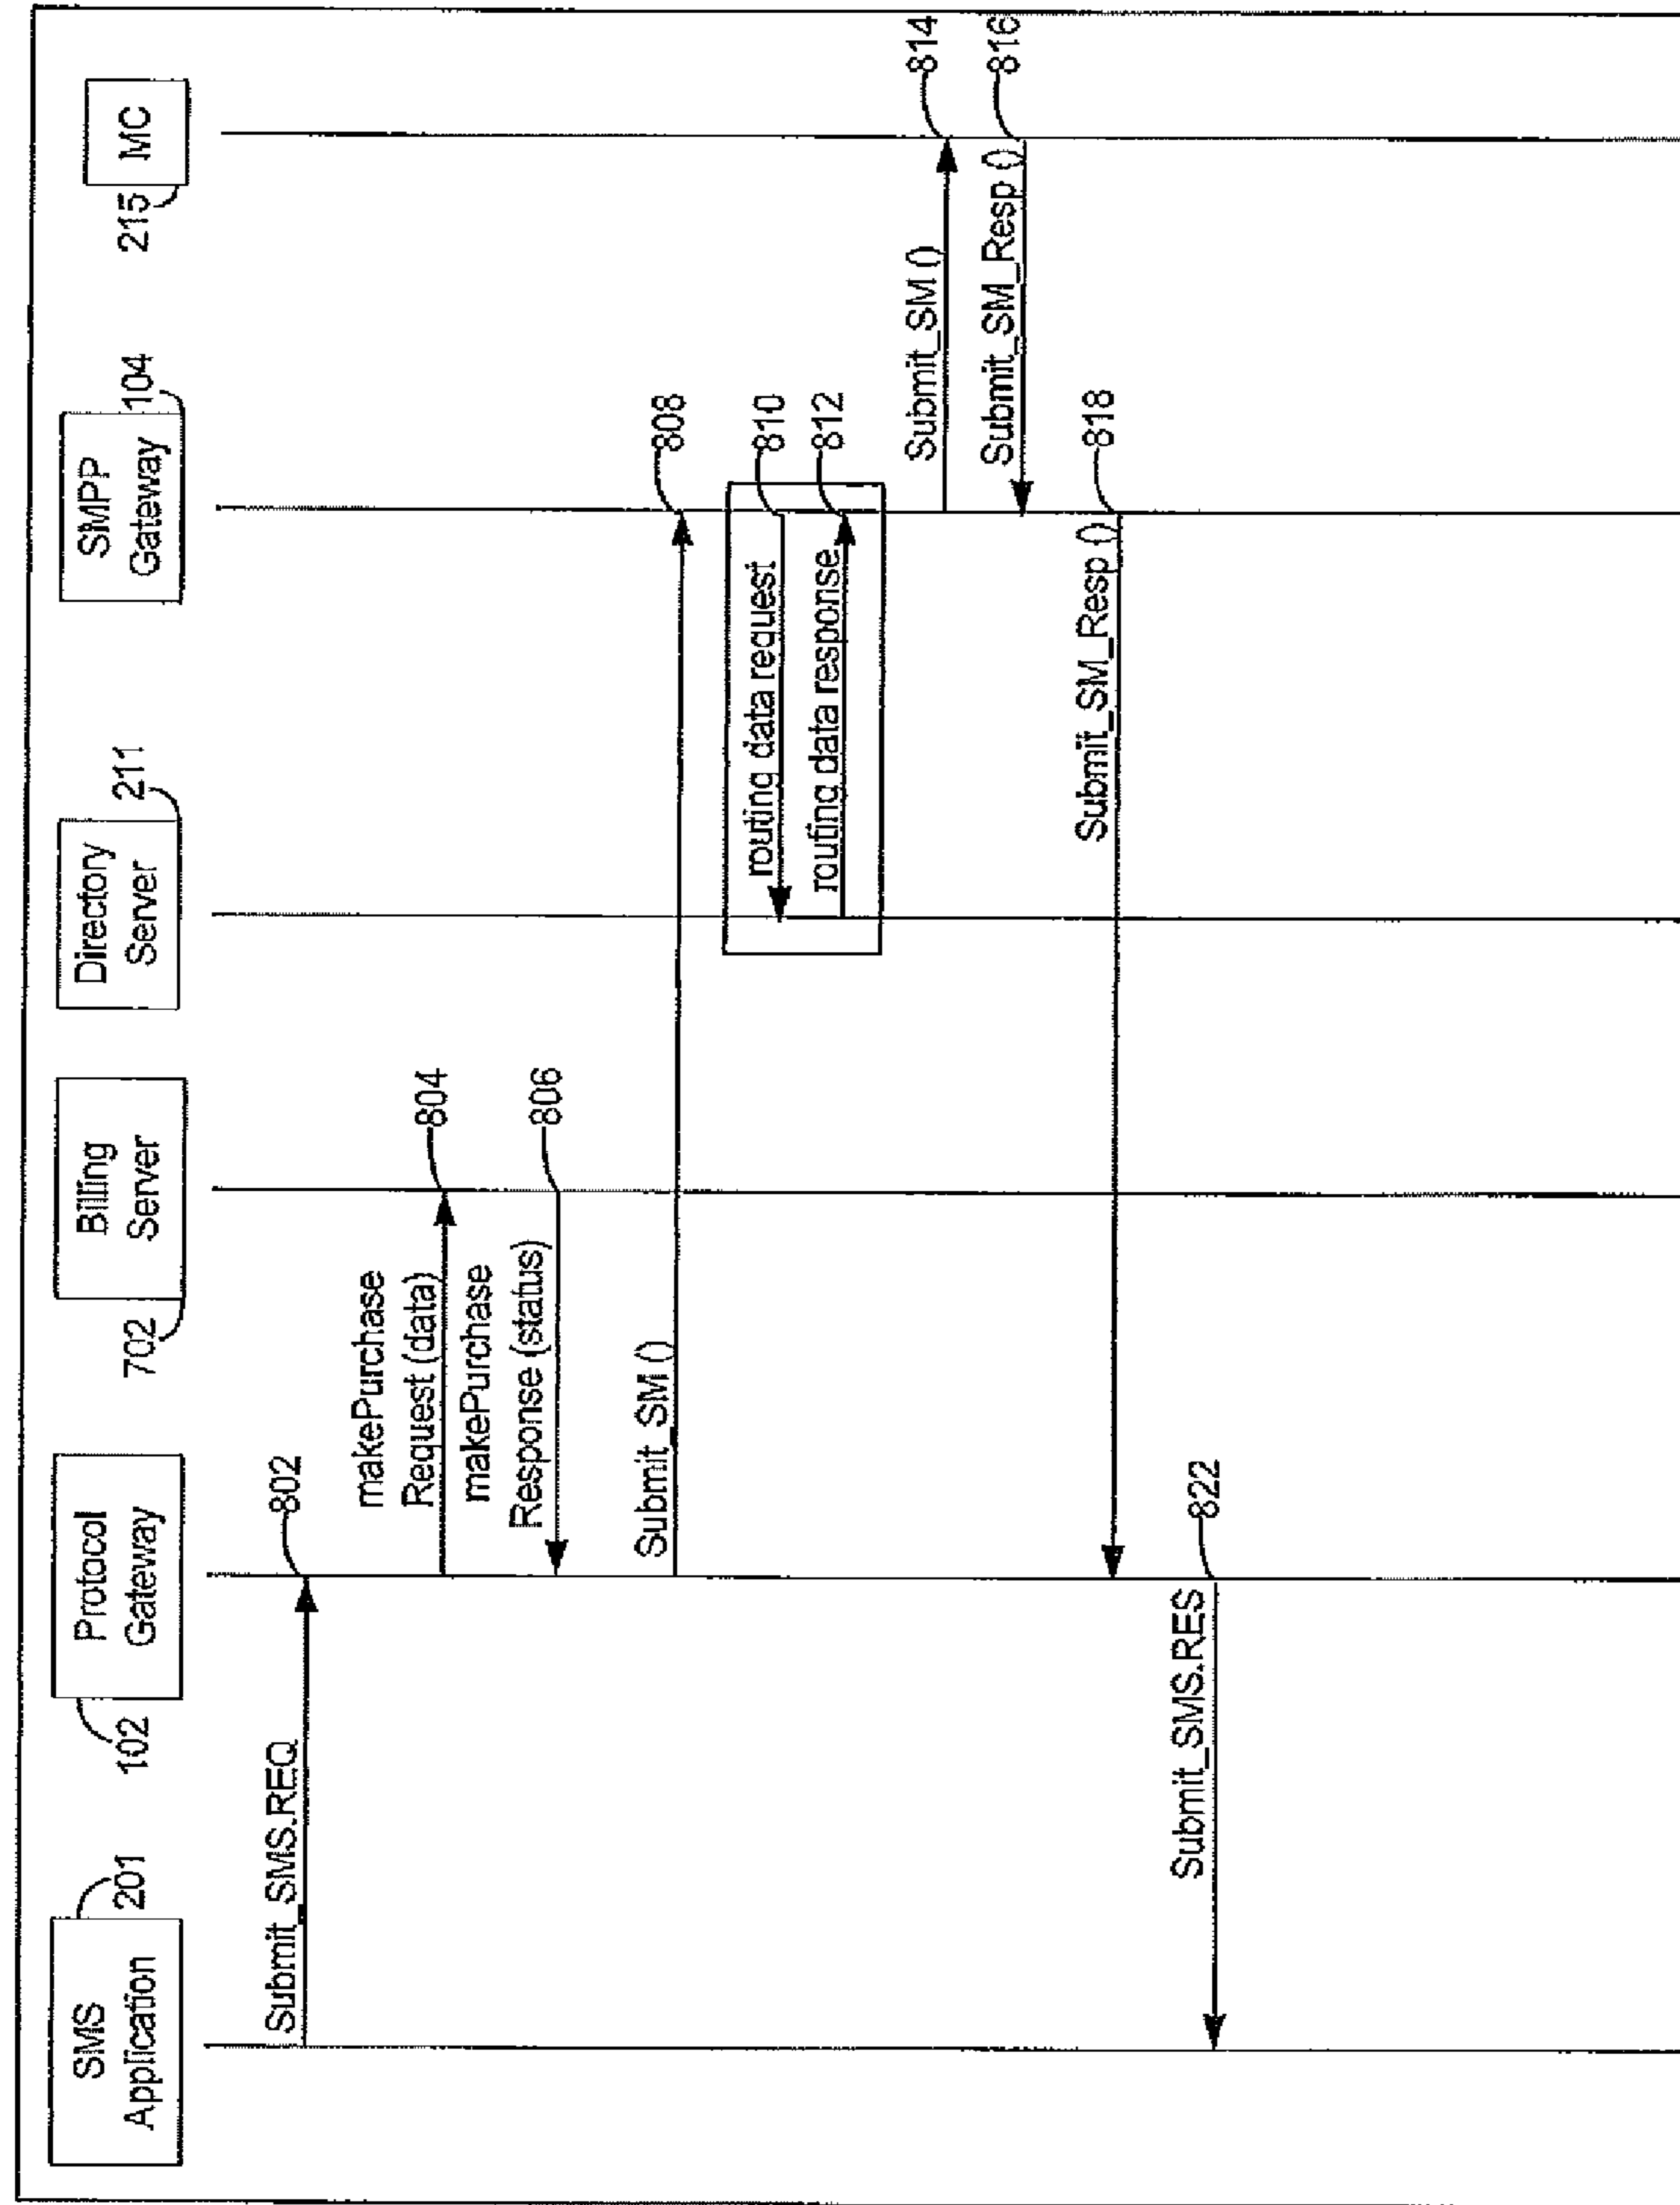 SMS
Application
201
102
Protocol
Gateway
702
Billing
Server
Directory
Server
211
SMPP
Gateway
104
215
MC
Submit_SMS.REQ
802
makePurchase
Request (data)
804
makePurchase
Response (status)
806
Submit_SM ()
808
routing data request
810
routing data response
812
Submit_SM ()
814
Submit_SM_Resp ()
816
Submit_SM_Resp ()
818
Submit_SMS.RES
822